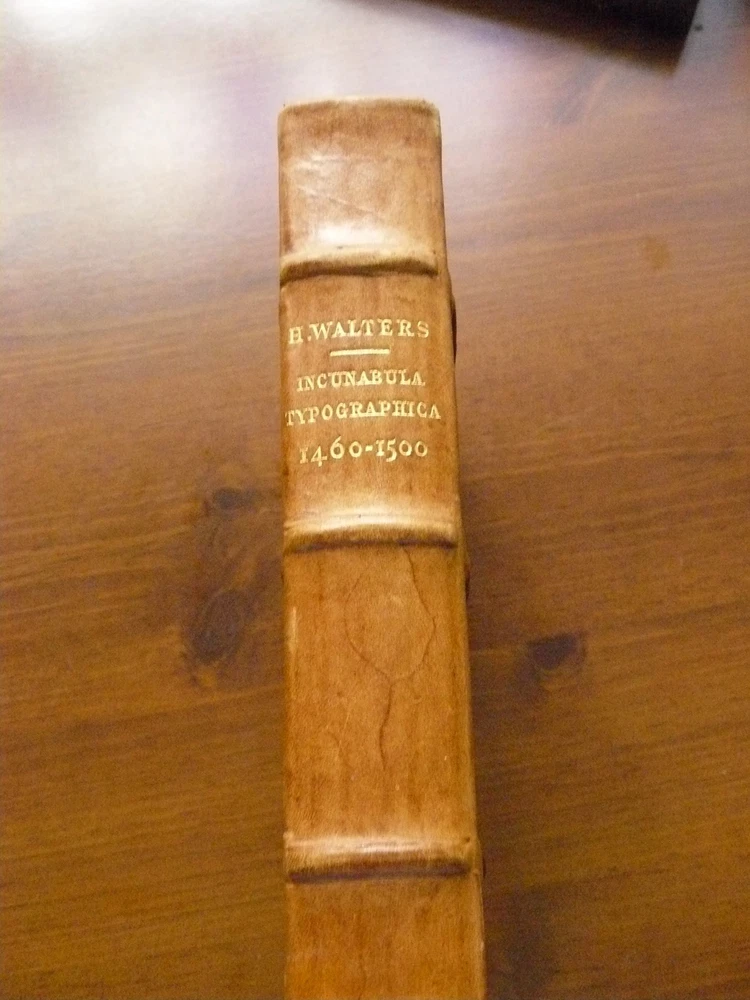 H. WALTERS
INCUNABULA
TYPOGRAPHICA
1460-1500